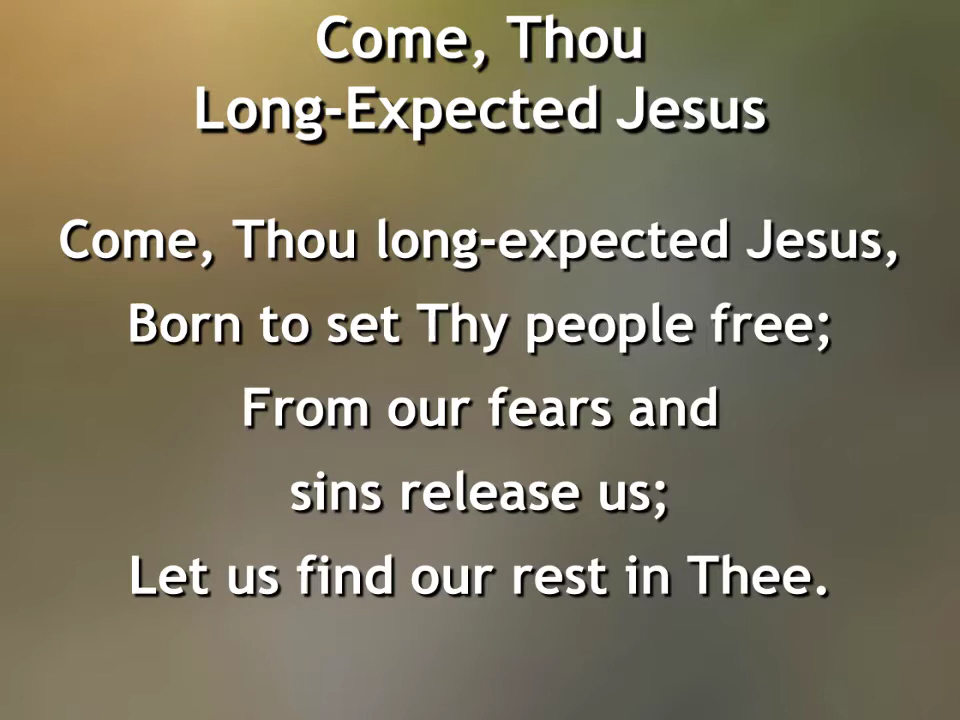 Come, Thou
Long-Expected Jesus
Come, Thou long-expected Jesus,
Born to set Thy people free;
From our fears and
sins release us;
Let us find our rest in Thee.